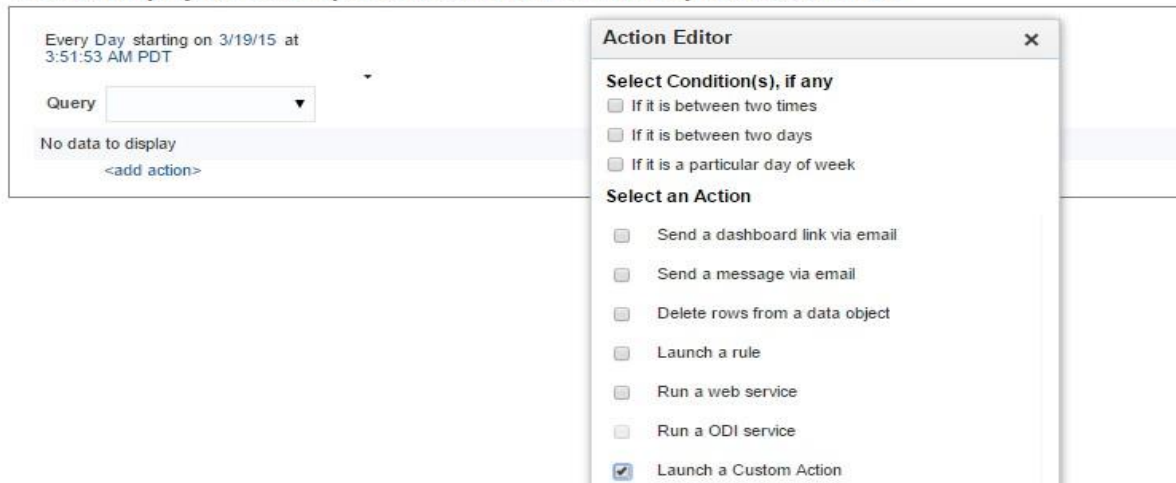 Every Day starting on 3/19/15 at
3:51:53 AM PDT
Query
No data to display
<add action>
Action Editor
Select Condition(s), if any
If it is between two times
If it is between two days
If it is a particular day of week
Select an Action
Send a dashboard link via email
Send a message via email
Delete rows from a data object
Launch a rule
Run a web service
Run a ODI service
Launch a Custom Action